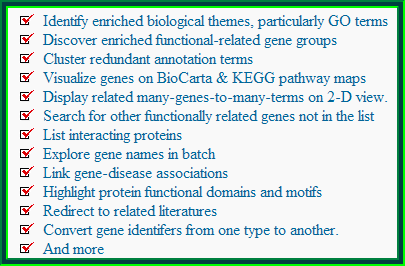 Identify enriched biological themes, particularly GO terms
Discover enriched functional-related gene groups
Cluster redundant annotation terms
Visualize genes on BioCarta & KEGG pathway maps
Display related many-genes-to-many-terms on 2-D view.
Search for other functionally related genes not in the list
List interacting proteins
Explore gene names in batch
Link gene-disease associations
Highlight protein functional domains and motifs
Redirect to related literatures
Convert gene identifers from one type to another.
And more